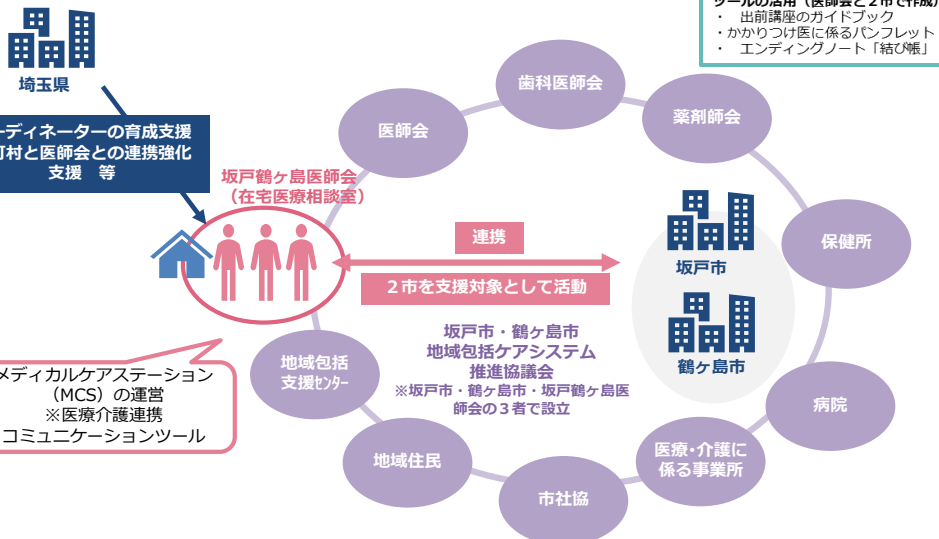 ツールの活用（医師会と２市で作成）
・　出前講座のガイドブック
・かかりつけ医に係るパンフレット
・　エンディングノート「結び帳」
埼玉県
ーディネーターの育成支援
町村と医師会との連携強化
支援　等
歯科医師会
医師会
薬剤師会
坂戸鶴ヶ島医師会
（在宅医療相談室）
連携
２市を支援対象として活動
坂戸市
鶴ヶ島市
保健所
坂戸市・鶴ヶ島市
地域包括ケアシステム
推進協議会
※坂戸市・鶴ヶ島市・坂戸鶴ヶ島医
師会の３者で設立
地域包括
支援センター
メディカルケアステーション
（MCS）の運営
※医療介護連携
コミュニケーションツール
病院
地域住民
医療・介護に
係る事業所
市社協